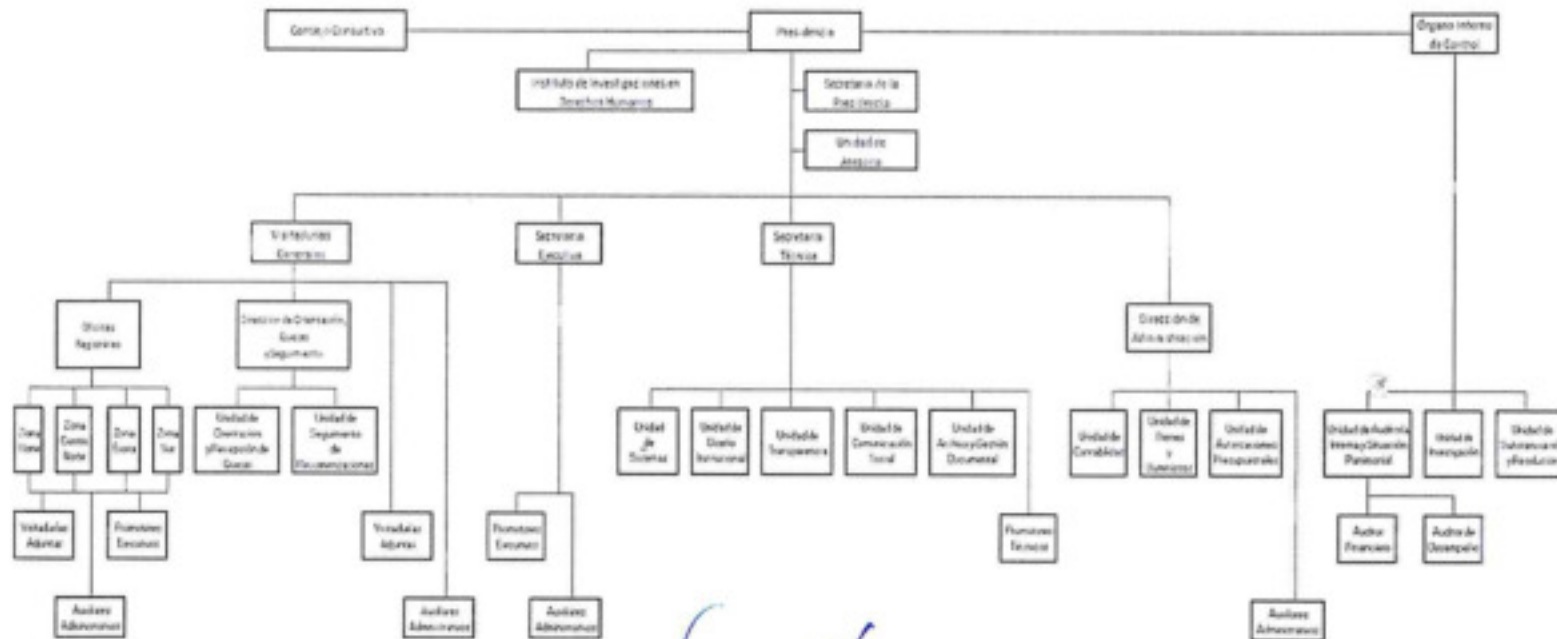 Consejo Consultivo
Presidencia
Órgano Interno
de Control
Instituto de Investigaciones en
Derechos Humanos
Secretaría de la
Presidencia
Unidad de
Asesoría
Visitadurías
Generales
Secretaría
Ejecutiva
Secretaría
Técnica
Oficinas
Regionales
Dirección de Orientación,
Quejas
y Seguimiento
Dirección de
Administración
Zona
Zona
Norte
Zona
Zona
Sur
Unidad de
Orientación
y Recepción de
Quejas
Unidad de
Seguimiento
de
Recomendaciones
Unidad
de
Sistemas
Unidad de
Diseño
Institucional
Unidad de
Transparencia
Unidad de
Comunicación
Social
Unidad de
Archivo y Gestión
Documental
Unidad de
Contabilidad
Unidad de
Bienes
y
Suministros
Unidad de
Autorizaciones
Presupuestales
Unidad de Auditoría
Interna y Situación
Patrimonial
Unidad de
Investigación
Unidad de
Substanciación
y Resolución
Adjuntas
Promotores
Ejecutivos
Adjuntas
Promotores
Ejecutivos
Promotores
Técnicos
Auditor
Financiero
Auditor de
Desempeño
Auxiliares
Administrativos
Auxiliares
Administrativos
Auxiliares
Administrativos
Auxiliares
Administrativos